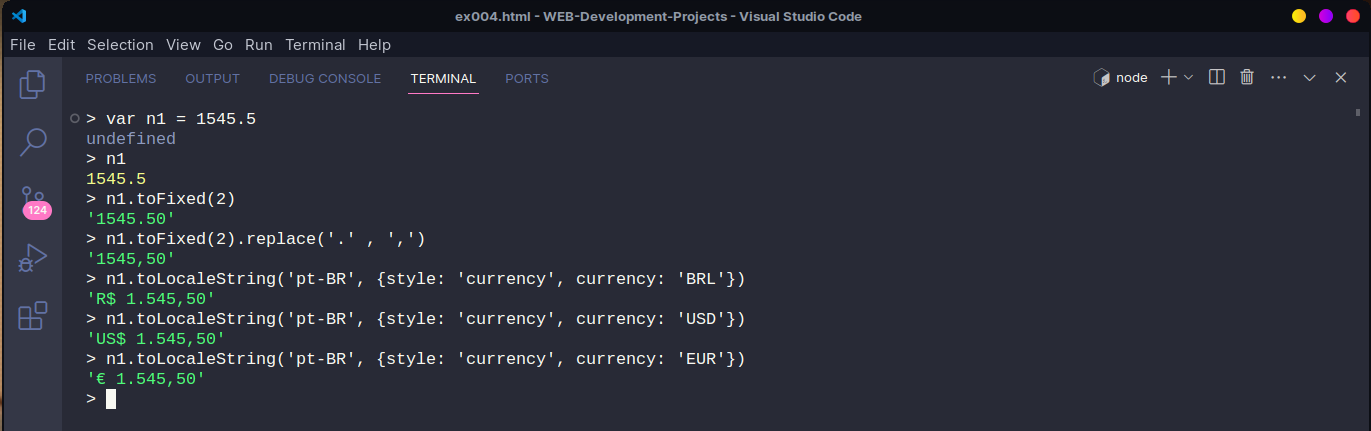 ex004.html - WEB-Development-Projects - Visual Studio Code
File Edit Selection View Go Run Terminal Help
PROBLEMS OUTPUT DEBUG CONSOLE TERMINAL PORTS node
> var n1 = 1545.5
undefined
> n1
1545.5
> n1.toFixed(2)
'1545.50'
124
> n1.toFixed(2).replace('.' , ',')
'1545,50'
> n1.toLocaleString('pt-BR', {style: 'currency', currency: 'BRL'})
'R$ 1.545,50'
> n1.toLocaleString('pt-BR', {style: 'currency', currency: 'USD'})
'US$ 1.545,50'
> n1.toLocaleString('pt-BR', {style: 'currency', currency: 'EUR'})
'€ 1.545,50'
>